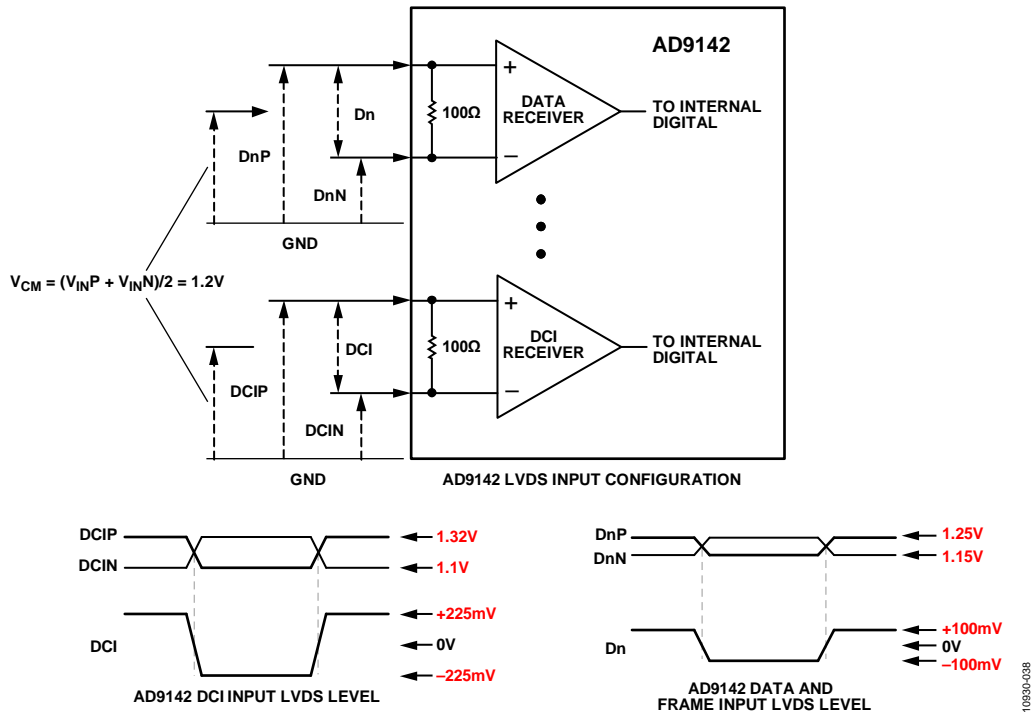 AD9142
+
DATA
RECEIVER
−
100Ω
TO INTERNAL
DIGITAL
Dn
DnP
DnN
GND
V_CM = (V_INP + V_INN)/2 = 1.2V
+
DCI
RECEIVER
−
100Ω
TO INTERNAL
DIGITAL
DCI
DCIP
DCIN
GND
AD9142 LVDS INPUT CONFIGURATION
DCIP
DCIN
1.32V
1.1V
DCI
+225mV
0V
−225mV
AD9142 DCI INPUT LVDS LEVEL
DnP
DnN
1.25V
1.15V
Dn
+100mV
0V
−100mV
AD9142 DATA AND
FRAME INPUT LVDS LEVEL
10930-038